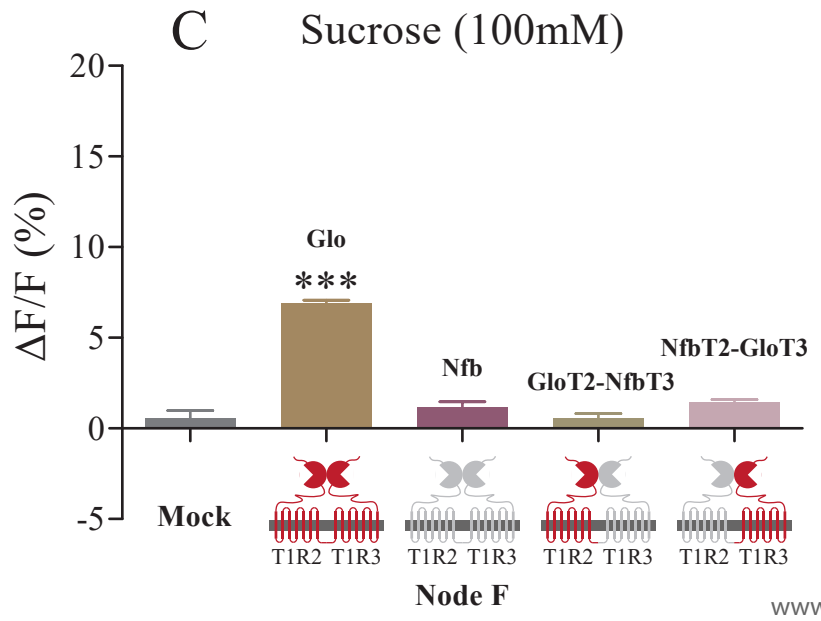 C Sucrose (100mM)
20
15
10
5
0
-5
ΔF/F (%)
Glo
***
Nfb
GloT2-NfbT3
NfbT2-GloT3
Mock
T1R2 T1R3
T1R2 T1R3
T1R2 T1R3
T1R2 T1R3
Node F
www